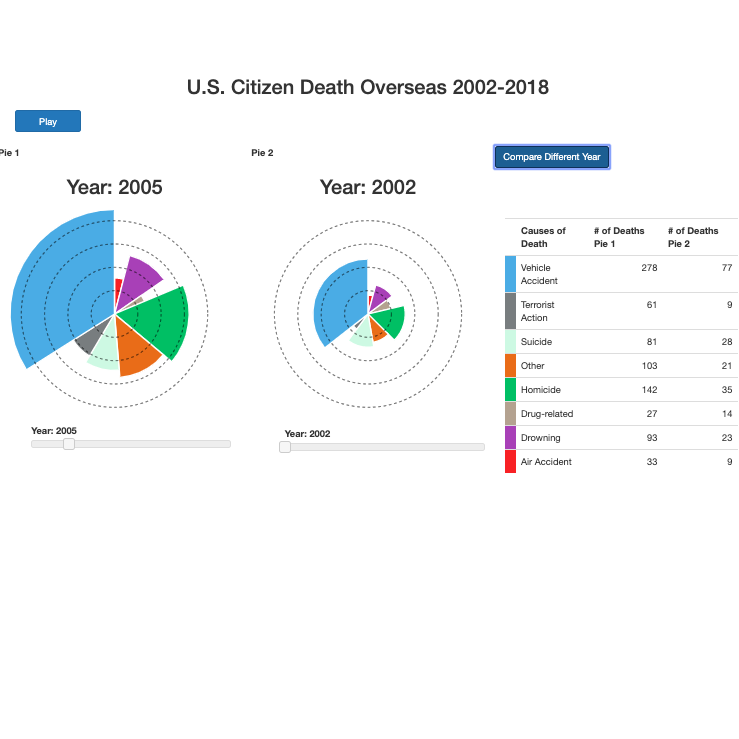 U.S. Citizen Death Overseas 2002-2018
Play
Pie 1
Pie 2
Compare Different Year
Year: 2005
Year: 2002
Causes of Death # of Deaths Pie 1 # of Deaths Pie 2
Vehicle Accident 278 77
Terrorist Action 61 9
Suicide 81 28
Other 103 21
Homicide 142 35
Drug-related 27 14
Drowning 93 23
Air Accident 33 9
Year: 2005
Year: 2002